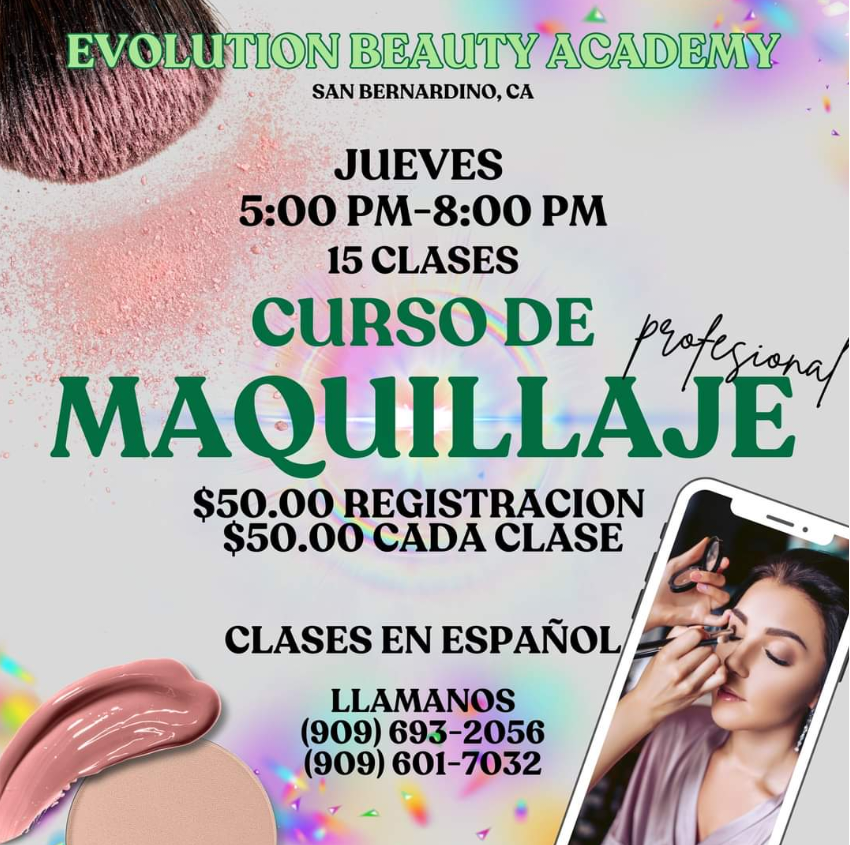 EVOLUTION BEAUTY ACADEMY
SAN BERNARDINO, CA
JUEVES
5:00 PM-8:00 PM
15 CLASES
CURSO DE
profesional
MAQUILLAJE
$50.00 REGISTRACION
$50.00 CADA CLASE
CLASES EN ESPAÑOL
LLAMANOS
(909) 693-2056
(909) 601-7032